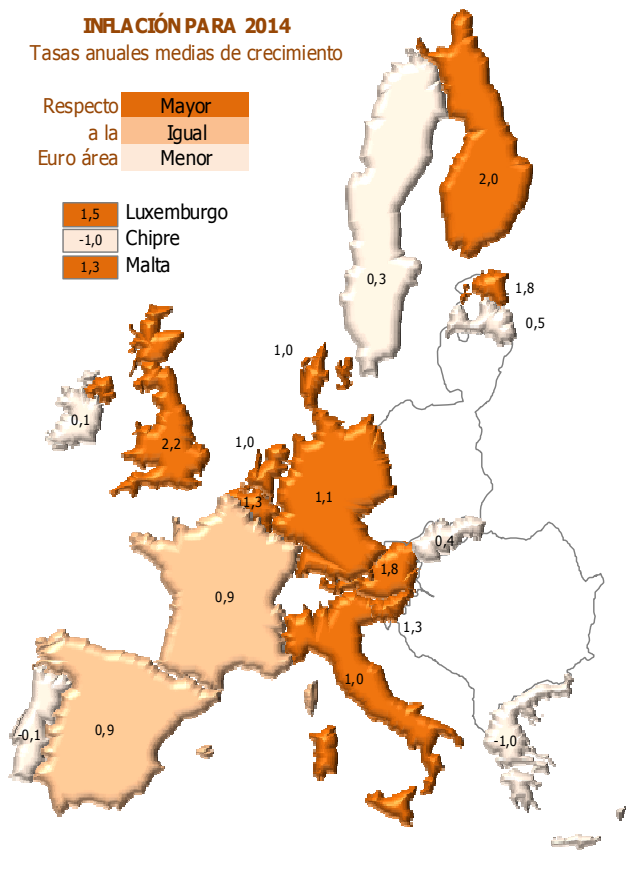 INFLACIÓN PARA 2014
Tasas anuales medias de crecimiento
Respecto Mayor
a la Igual
Euro área Menor
1,5 Luxemburgo
-1,0 Chipre
1,3 Malta
2,0
0,3
1,8
0,5
1,0
0,1
2,2
1,0
1,3
1,1
0,4
1,8
0,9
1,3
1,0
-0,1
0,9
-1,0